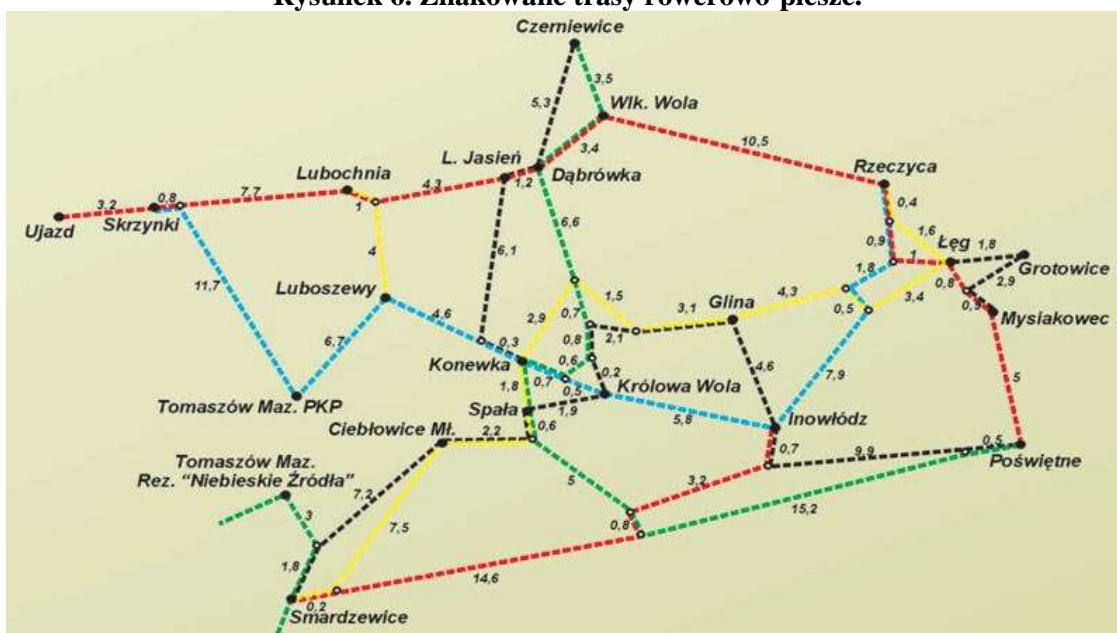 Rysunek 6. Znakowane trasy rowerowo-piesze.
Czerniewice
3,5
5,3
Wlk. Wola
3,4
10,5
L. Jasień
Dąbrówka
1,2
Lubochnia
4,3
7,7
1
Rzeczyca
0,4
1,6
0,8
3,2
Ujazd
Skrzynki
6,6
6,1
4
0,9
1
Łęg
1,8
Grotowice
2,9
0,8
1,8
11,7
Luboszewy
4,6
6,7
1,5
3,1
Glina
4,3
0,5
3,4
0,9
Mysiakowec
2,9
0,7
0,8
2,1
0,3
0,6
0,2
Konewka
0,7
0,5
Królowa Wola
4,6
7,9
5
Tomaszów Maz. PKP
1,8
Spała
1,9
5,8
Inowłódz
Ciebłowice Mł.
2,2
0,6
0,7
9,9
0,5
Poświętne
Tomaszów Maz.
Rez. "Niebieskie Źródła"
7,2
5
3,2
3
7,5
0,8
15,2
1,8
14,6
0,2
Smardzewice